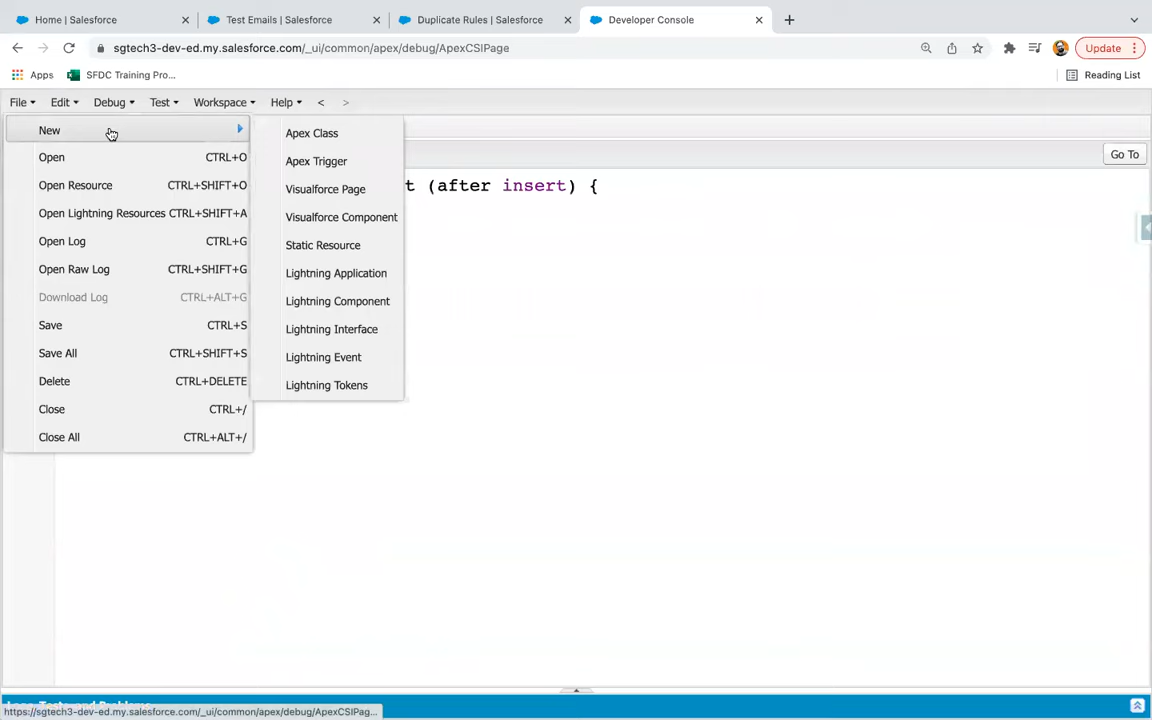 Home | Salesforce
Test Emails | Salesforce
Duplicate Rules | Salesforce
Developer Console
sgtech3-dev-ed.my.salesforce.com/_ui/common/apex/debug/ApexCSIPage
Update
Apps
SFDC Training Pro...
Reading List
File Edit Debug Test Workspace Help < >
New
Open CTRL+O
Open Resource CTRL+SHIFT+O
Open Lightning Resources CTRL+SHIFT+A
Open Log CTRL+G
Open Raw Log CTRL+SHIFT+G
Download Log CTRL+ALT+G
Save CTRL+S
Save All CTRL+SHIFT+S
Delete CTRL+DELETE
Close CTRL+/
Close All CTRL+ALT+/
Apex Class
Apex Trigger
Visualforce Page
Visualforce Component
Static Resource
Lightning Application
Lightning Component
Lightning Interface
Lightning Event
Lightning Tokens
Go To
t (after insert) {
https://sgtech3-dev-ed.my.salesforce.com/_ui/common/apex/debug/ApexCSIPag...